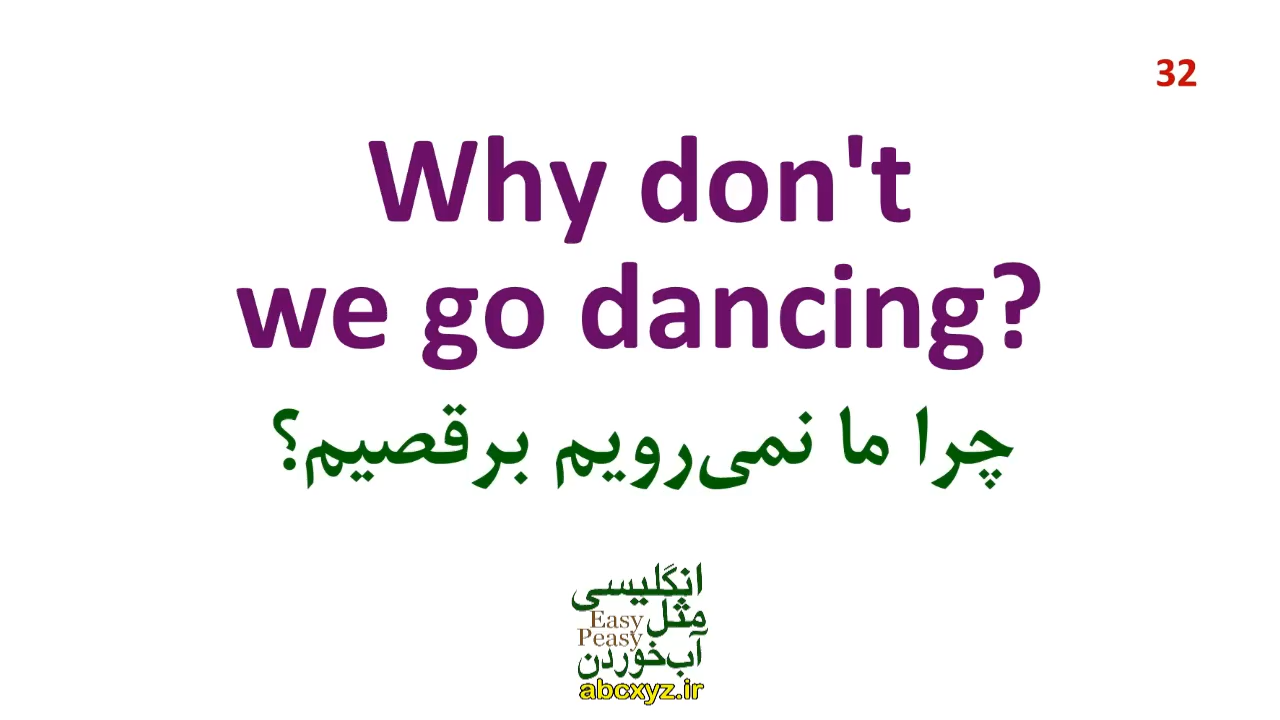 32
Why don't
we go dancing?
چرا ما نمی‌رویم برقصیم؟
انگلیسی
مثل
Easy
Peasy
آب‌خوردن
abcxyz.ir